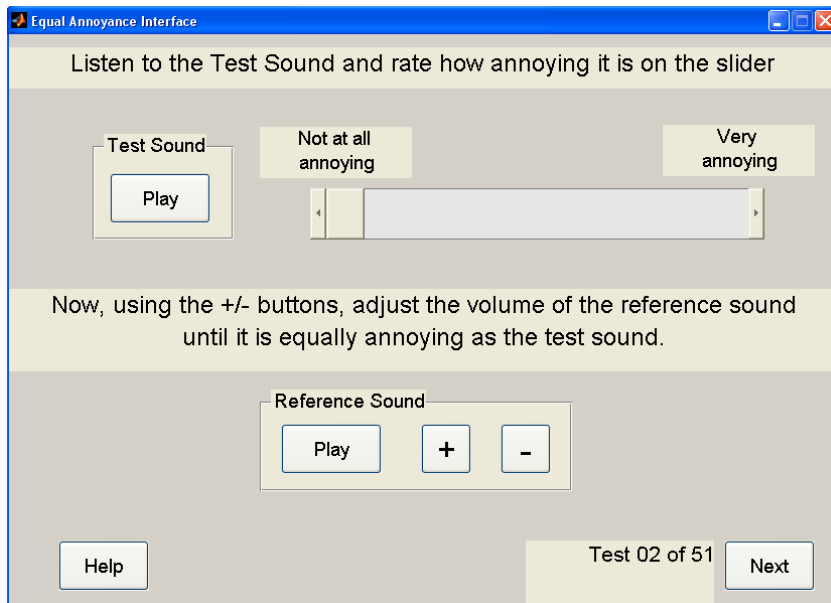 Equal Annoyance Interface
Listen to the Test Sound and rate how annoying it is on the slider
Test Sound
Play
Not at all
annoying
Very
annoying
Now, using the +/- buttons, adjust the volume of the reference sound
until it is equally annoying as the test sound.
Reference Sound
Play
+
-
Help
Test 02 of 51
Next